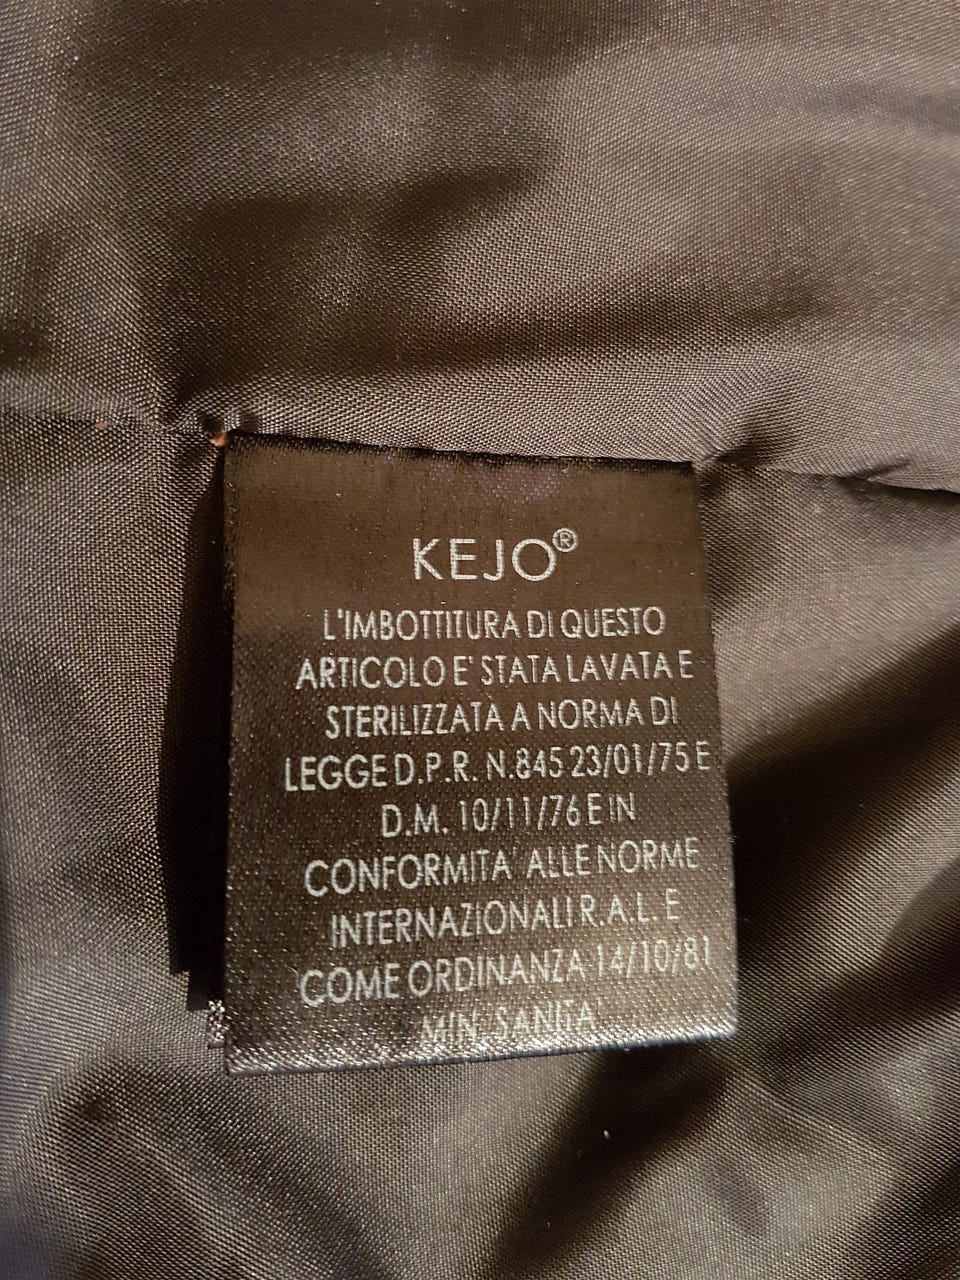 KEJO®
L'IMBOTTITURA DI QUESTO
ARTICOLO E' STATA LAVATA E
STERILIZZATA A NORMA DI
LEGGE D.P.R. N.845 23/01/75 E
D.M. 10/11/76 E IN
CONFORMITA' ALLE NORME
INTERNAZIONALI R.A.L. E
COME ORDINANZA 14/10/81
MIN. SANITA'